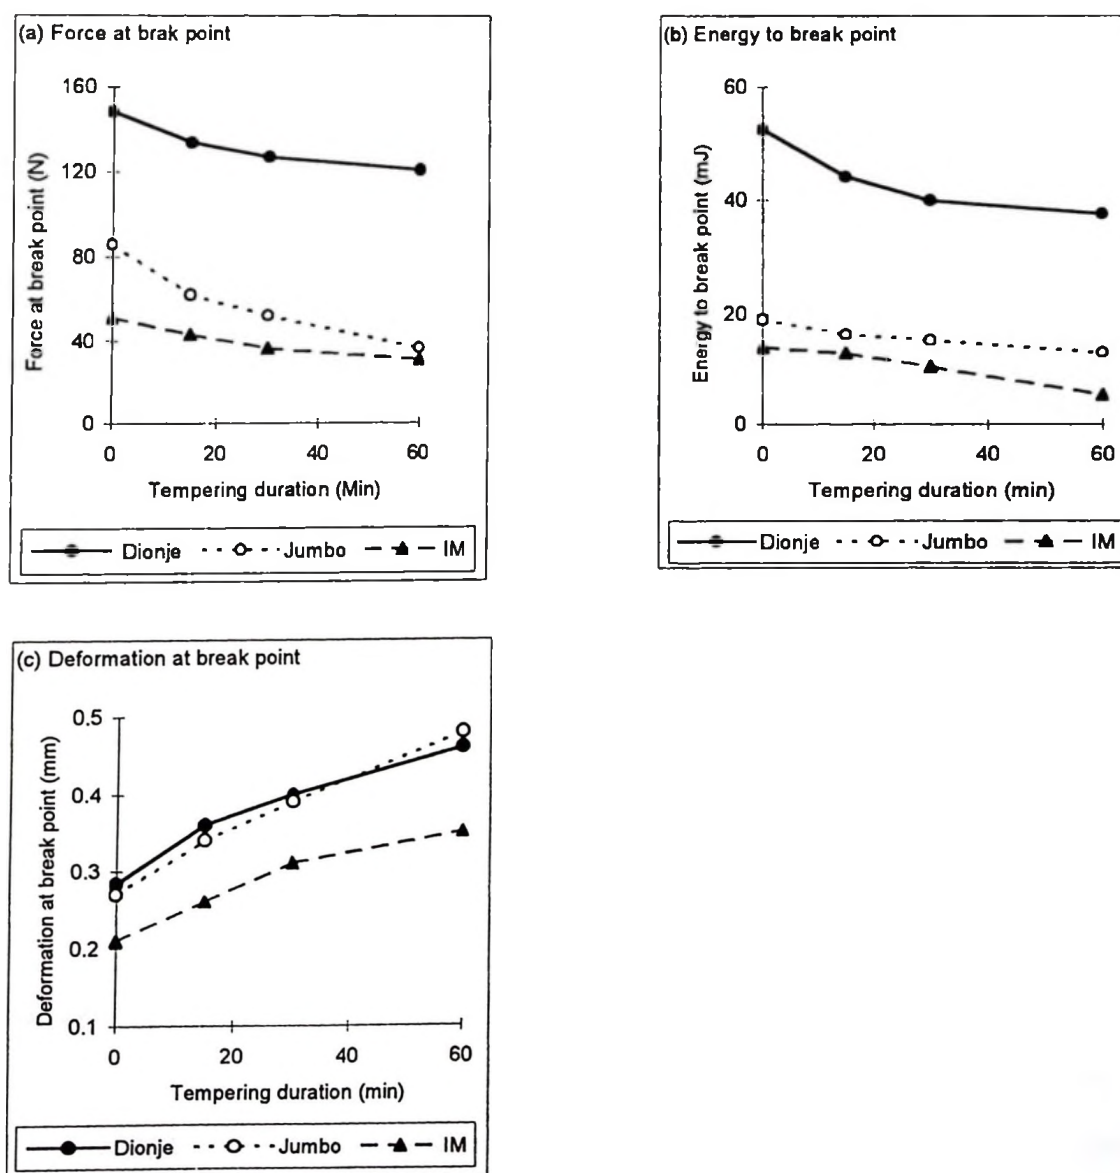 (a) Force at brak point
Force at break point (N)
160
120
80
40
0
0 20 40 60
Tempering duration (Min)
Dionje Jumbo IM
(b) Energy to break point
Energy to break point (mJ)
60
40
20
0
0 20 40 60
Tempering duration (min)
Dionje Jumbo IM
(c) Deformation at break point
Deformation at break point (mm)
0.5
0.4
0.3
0.2
0.1
0 20 40 60
Tempering duration (min)
Dionje Jumbo IM